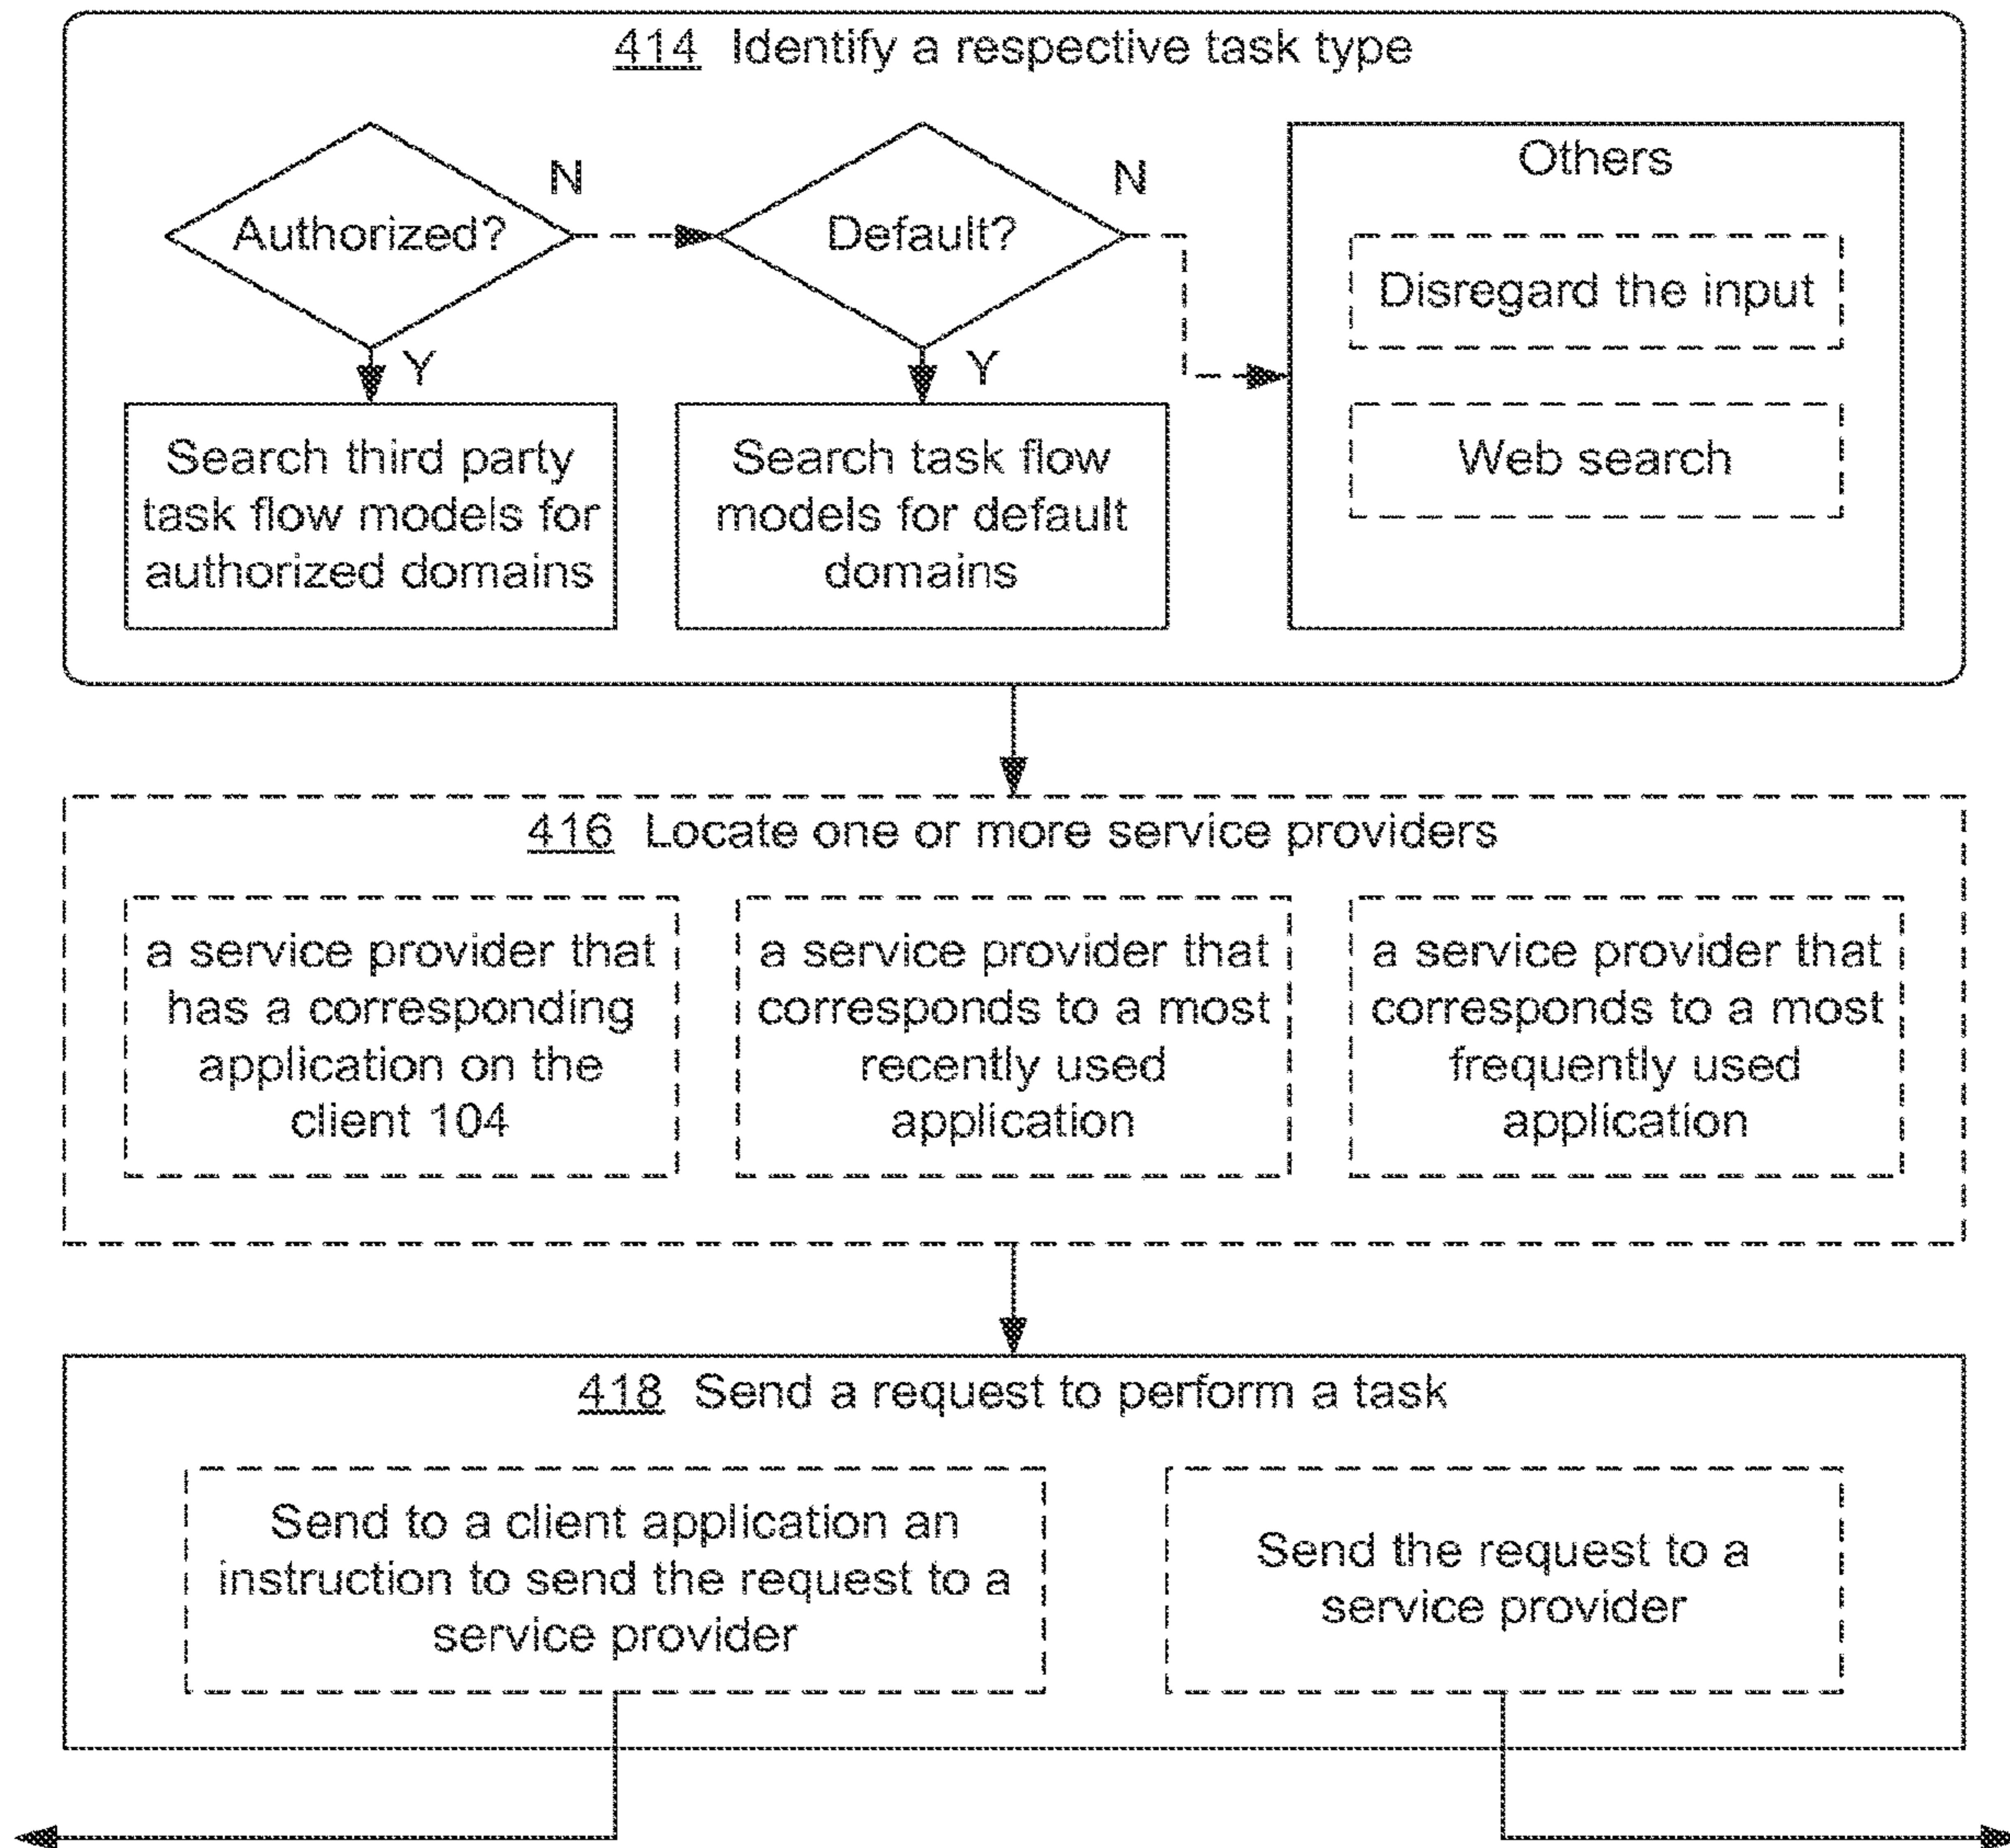 414 Identify a respective task type
Authorized?
N
Y
Default?
N
Y
Search third party
task flow models for
authorized domains
Search task flow
models for default
domains
Others
Disregard the input
Web search
416 Locate one or more service providers
a service provider that
has a corresponding
application on the
client 104
a service provider that
corresponds to a most
recently used
application
a service provider that
corresponds to a most
frequently used
application
418 Send a request to perform a task
Send to a client application an
instruction to send the request to a
service provider
Send the request to a
service provider